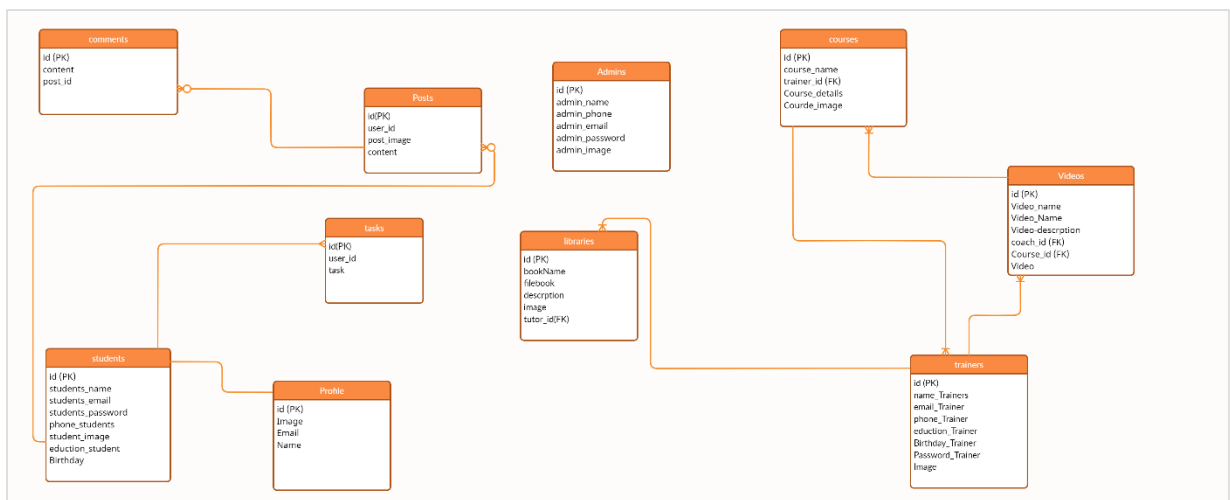 comments
id (PK)
content
post_id
Posts
id(PK)
user_id
post_image
content
Admins
id (PK)
admin_name
admin_phone
admin_email
admin_password
admin_image
courses
id (PK)
course_name
trainer_id (FK)
Course_details
Courde_image
Videos
id (PK)
Video_name
Video_Name
Video-descrption
coach_id (FK)
Course_id (FK)
Video
tasks
id(PK)
user_id
task
libraries
id (PK)
bookName
filebook
descrption
image
tutor_id(FK)
students
id (PK)
students_name
students_email
students_password
phone_students
student_image
eduction_student
Birthday
Profile
id (PK)
Image
Email
Name
trainers
id (PK)
name_Trainers
email_Trainer
phone_Trainer
eduction_Trainer
Birthday_Trainer
Password_Trainer
Image